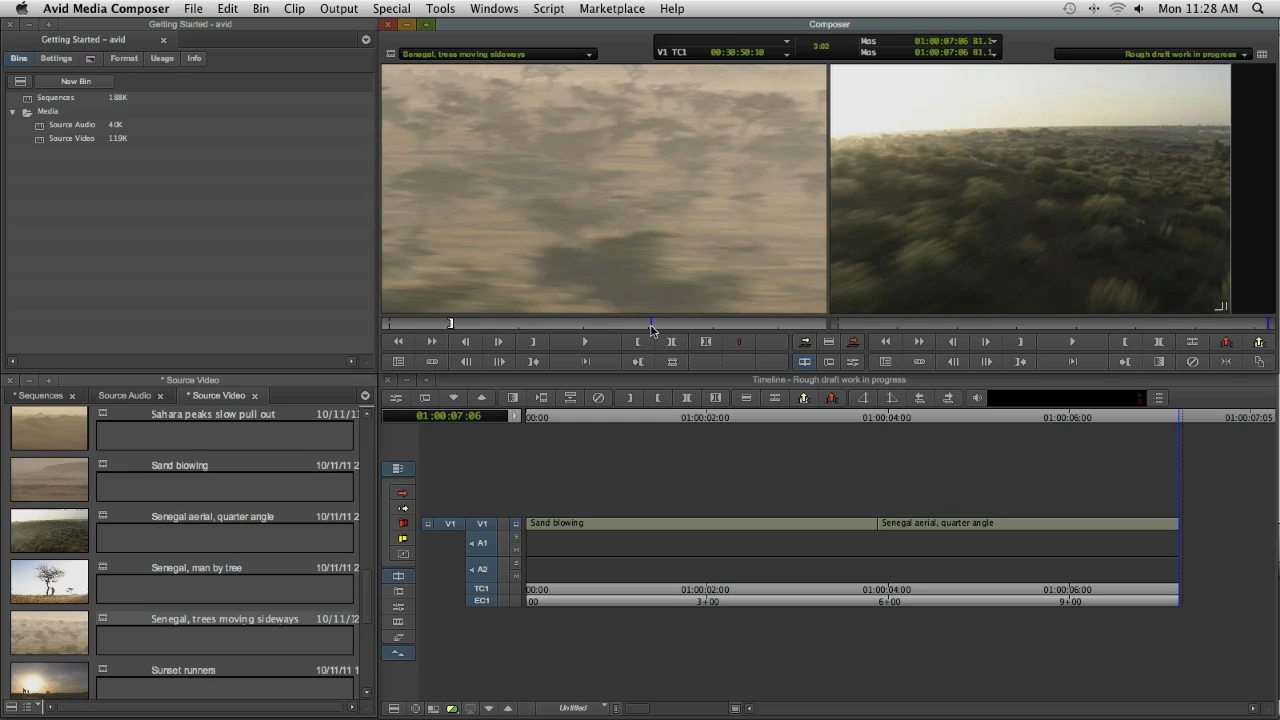 Avid Media Composer File Edit Bin Clip Output Special Tools Windows Script Marketplace Help Mon 11:28 AM
Getting Started - avid
Composer
Getting Started – avid
Senegal, trees moving sideways
V1 TC1 00:30:50:10
3:02
Mas 01:00:07:06 81.1
Mas 01:00:07:06 81.1
Rough draft work in progress
Bins Settings Format Usage Info
New Bin
Sequences 188K
Media
Source Audio 40K
Source Video 119K
* Source Video
* Sequences
Source Audio
* Source Video
Sahara peaks slow pull out 10/11/1
Sand blowing 10/11/11 2
Senegal aerial, quarter angle 10/11/11 2
Senegal, man by tree 10/11/11 2
Senegal, trees moving sideways 10/11/12
Sunset runners 10/11/11 1
Timeline - Rough draft work in progress
01:00:07:06
00:00 01:00:02:00 01:00:04:00 01:00:06:00 01:00:07:05
V1 V1 Sand blowing Senegal aerial, quarter angle
A1
A2
TC1 00:00 01:00:02:00 01:00:04:00 01:00:06:00
EC1 00 3+00 6+00 9+00
Untitled